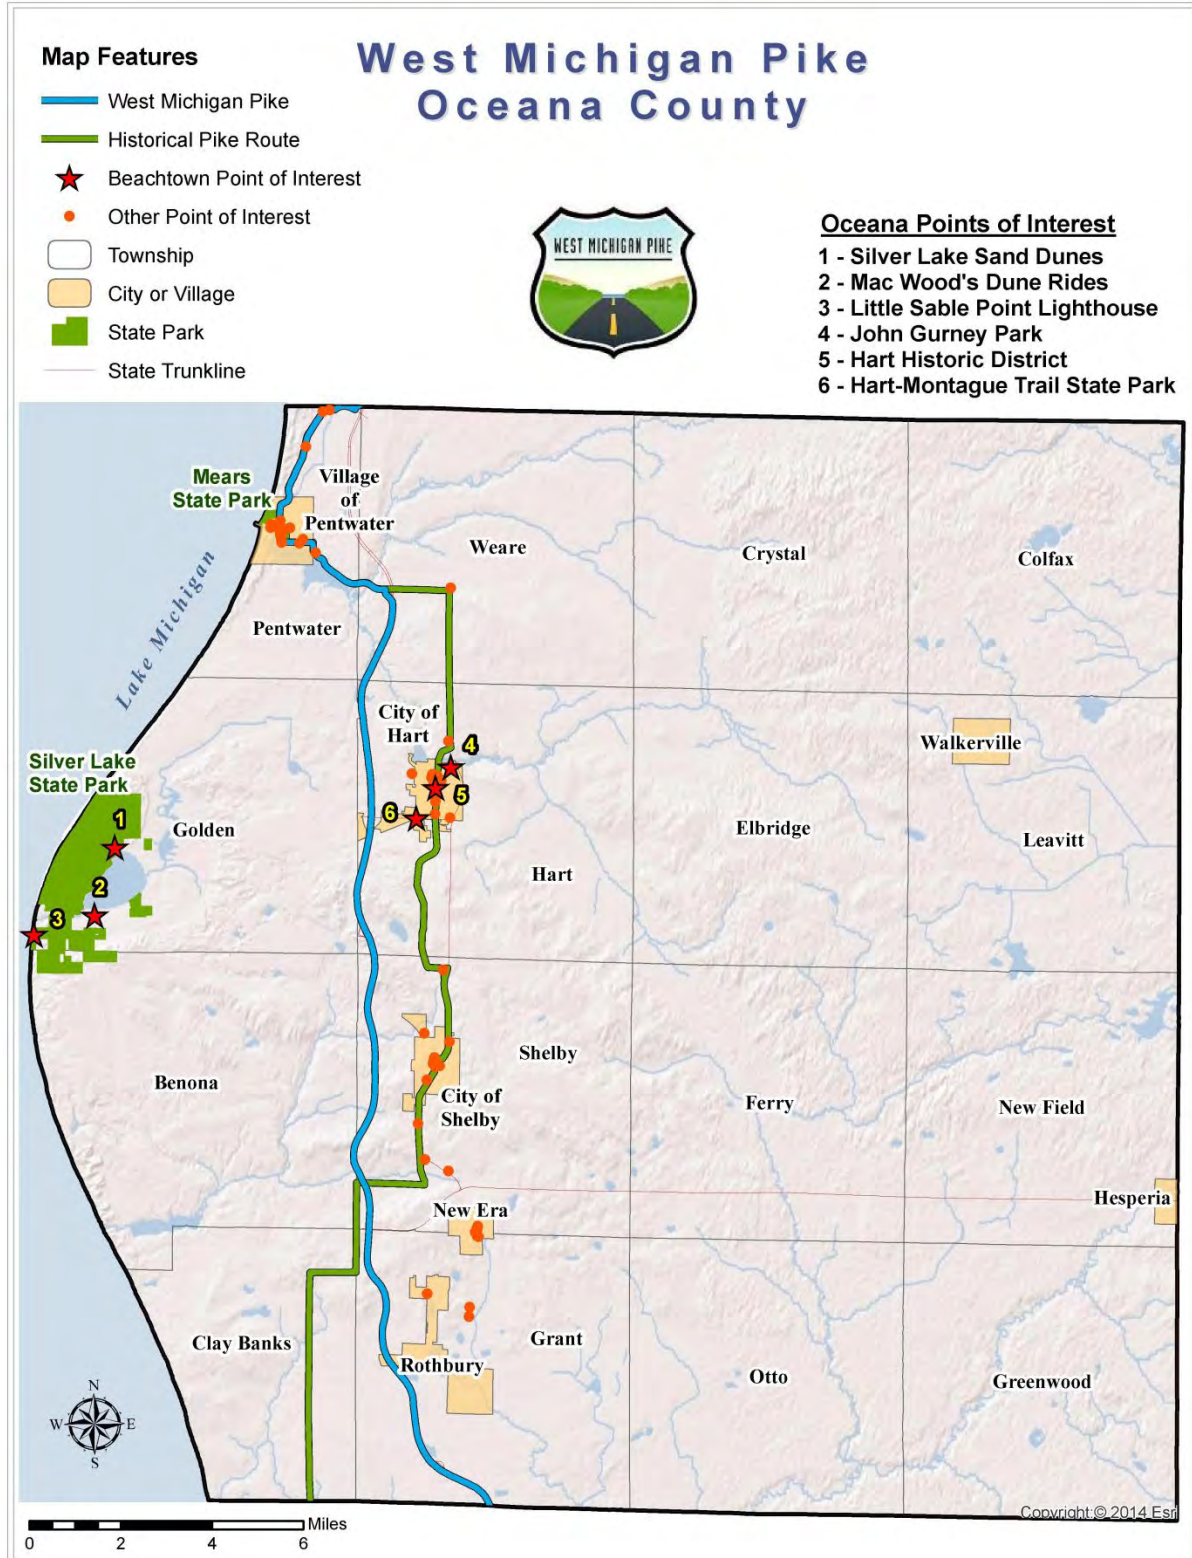 West Michigan Pike
Oceana County
Map Features
West Michigan Pike
Historical Pike Route
Beachtown Point of Interest
Other Point of Interest
Township
City or Village
State Park
State Trunkline
WEST MICHIGAN PIKE
Oceana Points of Interest
1 - Silver Lake Sand Dunes
2 - Mac Wood's Dune Rides
3 - Little Sable Point Lighthouse
4 - John Gurney Park
5 - Hart Historic District
6 - Hart-Montague Trail State Park
Mears
State Park
Village
of
Pentwater
Weare
Crystal
Colfax
Pentwater
Lake Michigan
City of
Hart
4
Walkerville
Silver Lake
State Park
5
6
1
Golden
Elbridge
Leavitt
Hart
2
3
Shelby
Benona
City of
Shelby
Ferry
New Field
Hesperia
New Era
Clay Banks
Rothbury
Grant
Otto
Greenwood
N
W
E
S
Copyright:© 2014 Esri
Miles
0 2 4 6